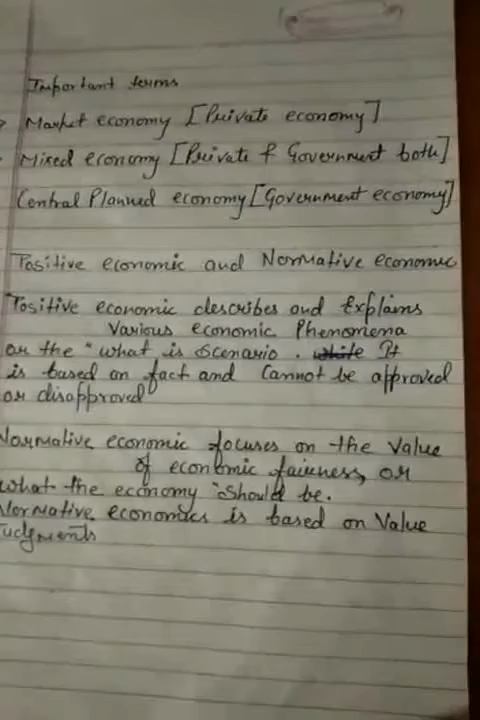 Important terms
Market economy [Private economy]
Mixed economy [Private & Government both]
Central Planned economy [Government economy]
Positive economic and Normative economic
Positive economic describes and Explains
Various economic Phenomena
or the "what is Scenario. It
is based on fact and Cannot be approved
or disapproved
Normative economic focuses on the Value
of economic fairness, or
what the economy "Should be.
Normative economics is based on Value
Judgments